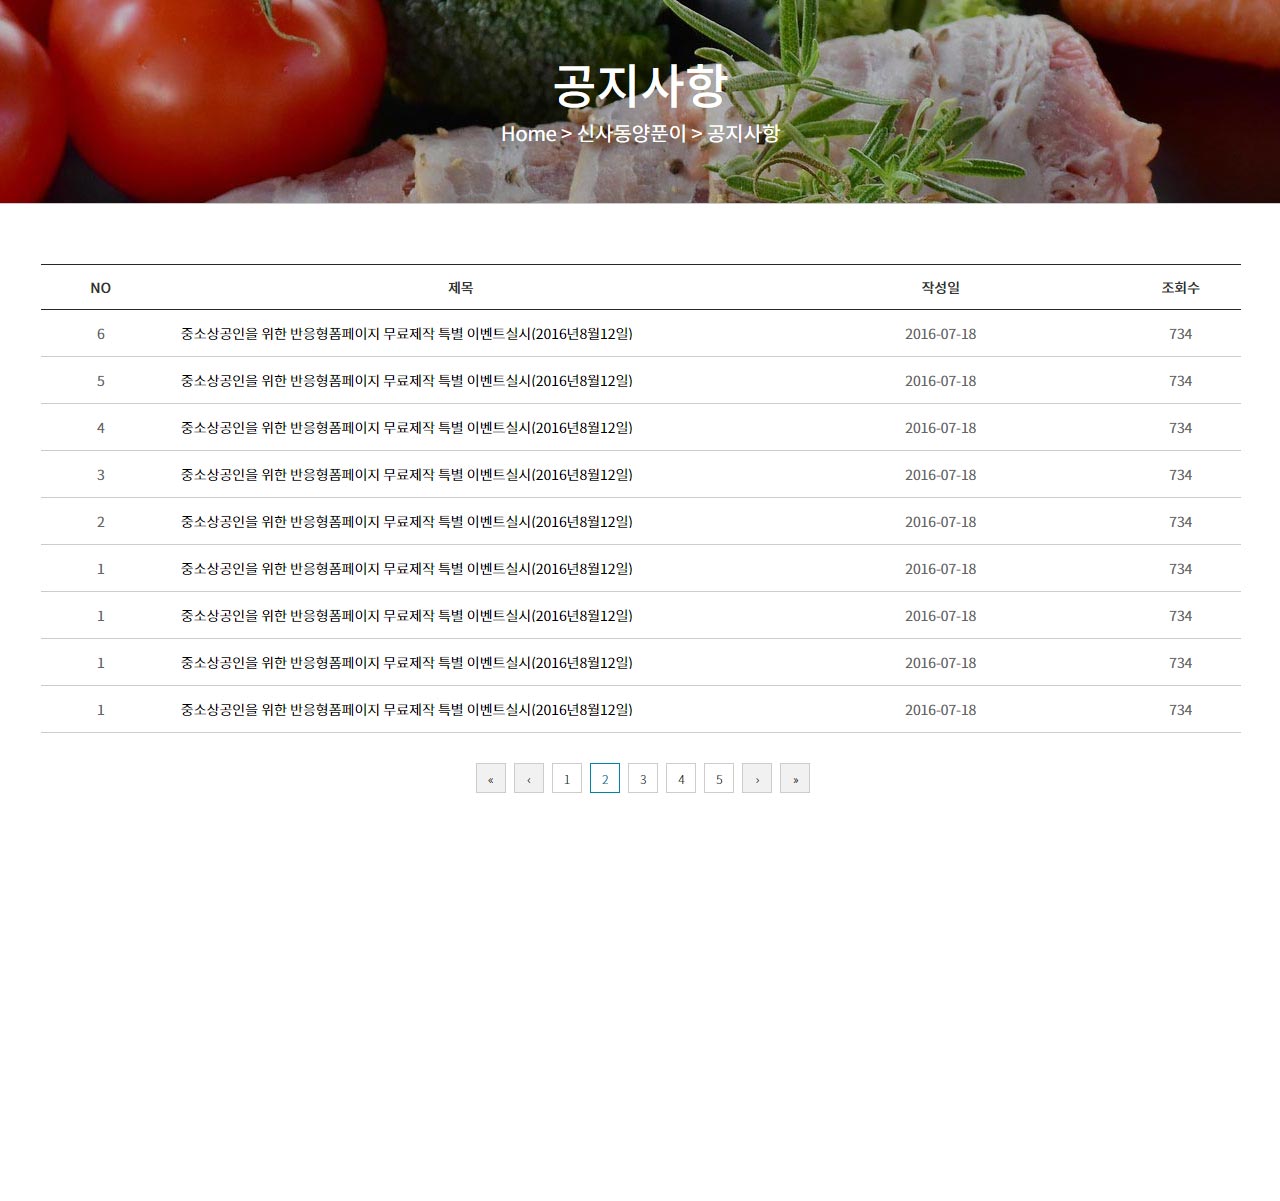 공지사항
Home > 신사동양푼이 > 공지사항
NO 제목 작성일 조회수
6 중소상공인을 위한 반응형폼페이지 무료제작 특별 이벤트실시(2016년8월12일) 2016-07-18 734
5 중소상공인을 위한 반응형폼페이지 무료제작 특별 이벤트실시(2016년8월12일) 2016-07-18 734
4 중소상공인을 위한 반응형폼페이지 무료제작 특별 이벤트실시(2016년8월12일) 2016-07-18 734
3 중소상공인을 위한 반응형폼페이지 무료제작 특별 이벤트실시(2016년8월12일) 2016-07-18 734
2 중소상공인을 위한 반응형폼페이지 무료제작 특별 이벤트실시(2016년8월12일) 2016-07-18 734
1 중소상공인을 위한 반응형폼페이지 무료제작 특별 이벤트실시(2016년8월12일) 2016-07-18 734
1 중소상공인을 위한 반응형폼페이지 무료제작 특별 이벤트실시(2016년8월12일) 2016-07-18 734
1 중소상공인을 위한 반응형폼페이지 무료제작 특별 이벤트실시(2016년8월12일) 2016-07-18 734
1 중소상공인을 위한 반응형폼페이지 무료제작 특별 이벤트실시(2016년8월12일) 2016-07-18 734
« ‹ 1 2 3 4 5 › »